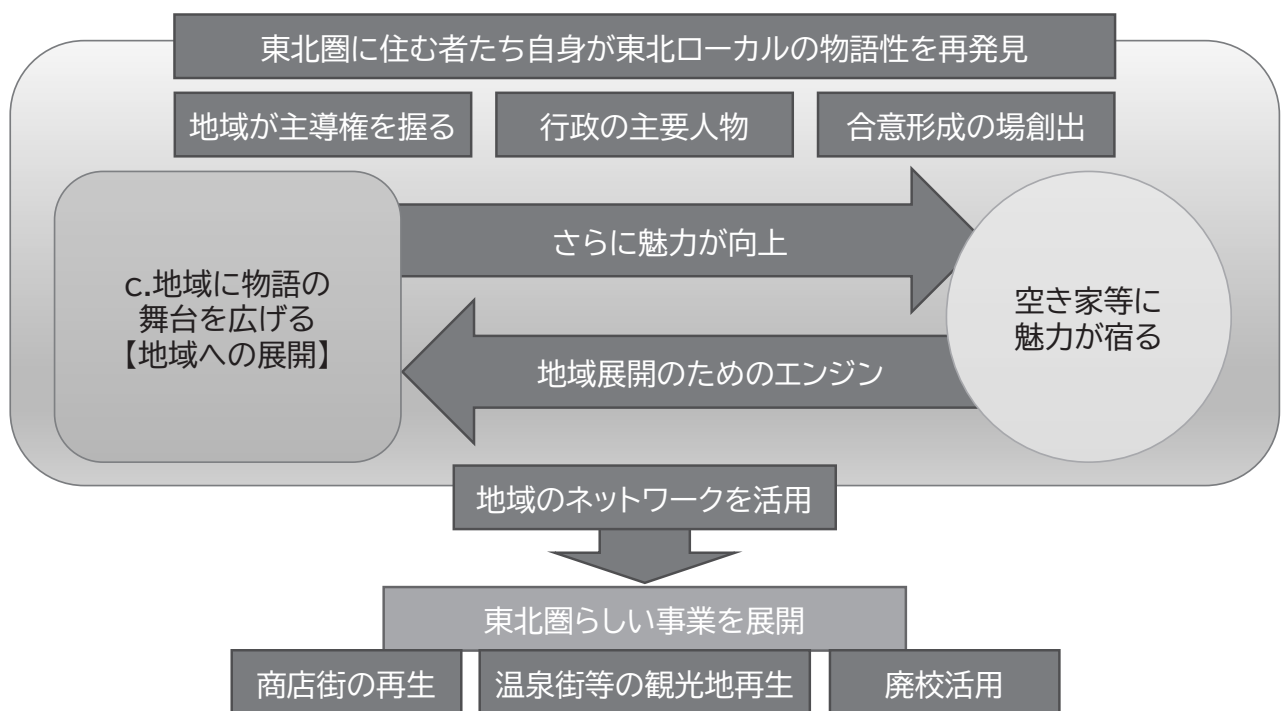 東北圏に住む者たち自身が東北ローカルの物語性を再発見
地域が主導権を握る
行政の主要人物
合意形成の場創出
さらに魅力が向上
c.地域に物語の
舞台を広げる
【地域への展開】
空き家等に
魅力が宿る
地域展開のためのエンジン
地域のネットワークを活用
東北圏らしい事業を展開
商店街の再生
温泉街等の観光地再生
廃校活用